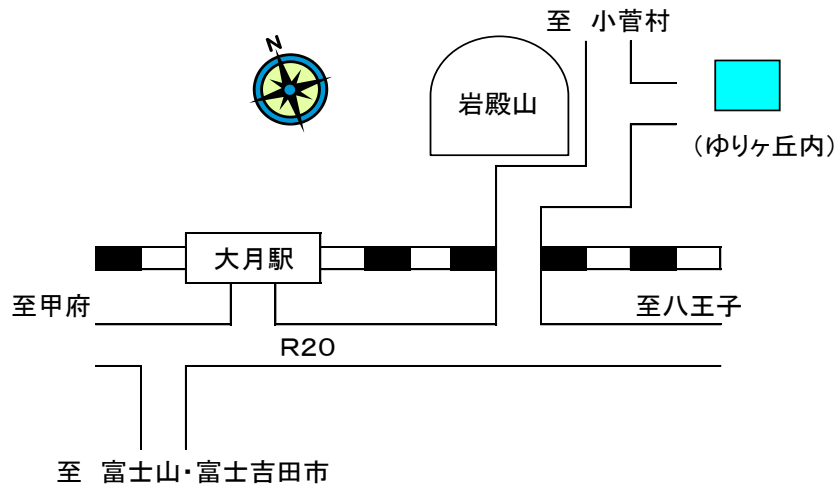 至 小菅村
N
岩殿山
（ゆりヶ丘内）
大月駅
至甲府
至八王子
R20
至 富士山・富士吉田市